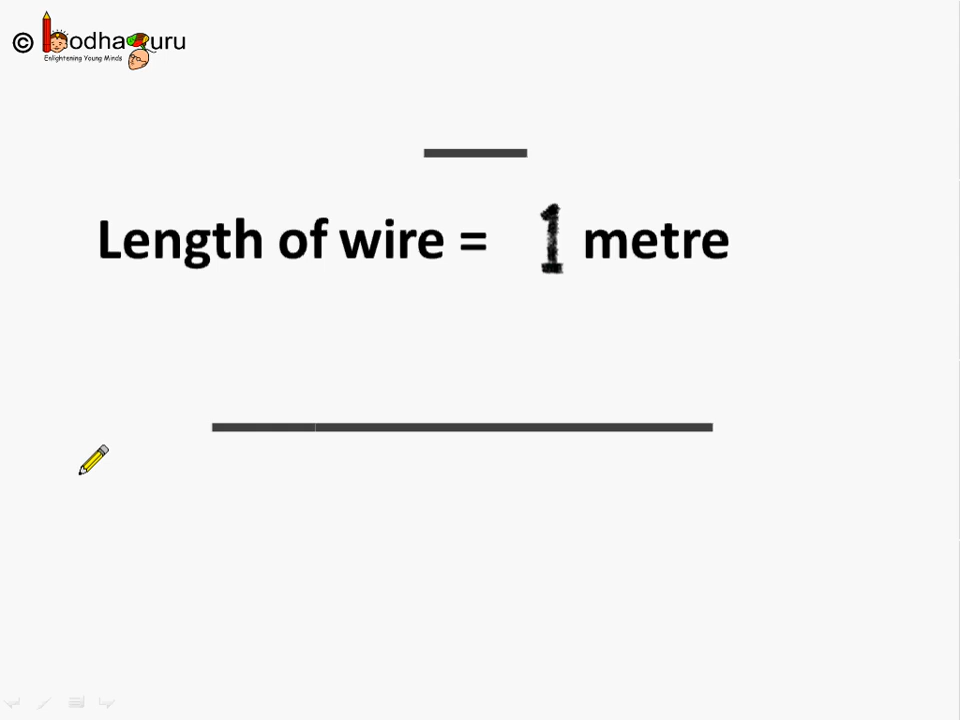 © bodhaguru
Enlightening Young Minds
Length of wire = 1 metre